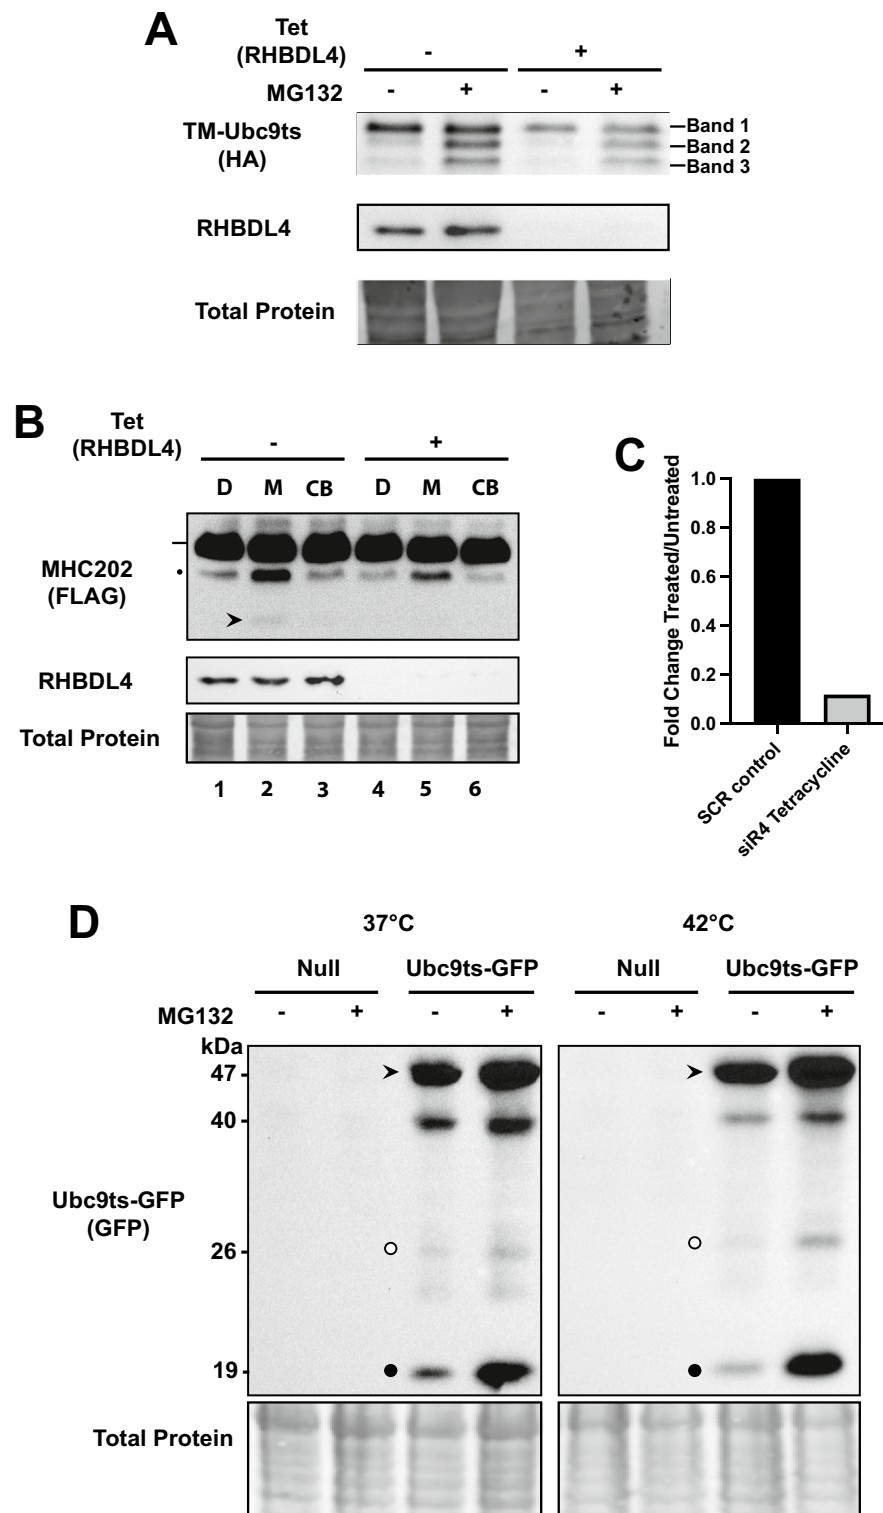 A
Tet
(RHBDL4)
- +
MG132 - + - +
TM-Ubc9ts
(HA)
Band 1
Band 2
Band 3
RHBDL4
Total Protein
B
Tet
(RHBDL4)
- +
D M CB D M CB
MHC202
(FLAG)
RHBDL4
Total Protein
1 2 3 4 5 6
C
Fold Change Treated/Untreated
1.0
0.8
0.6
0.4
0.2
0.0
SCR control
siR4 Tetracycline
D
37°C 42°C
Null Ubc9ts-GFP Null Ubc9ts-GFP
MG132 - + - + - + - +
kDa
47
40
Ubc9ts-GFP
(GFP)
26
19
Total Protein